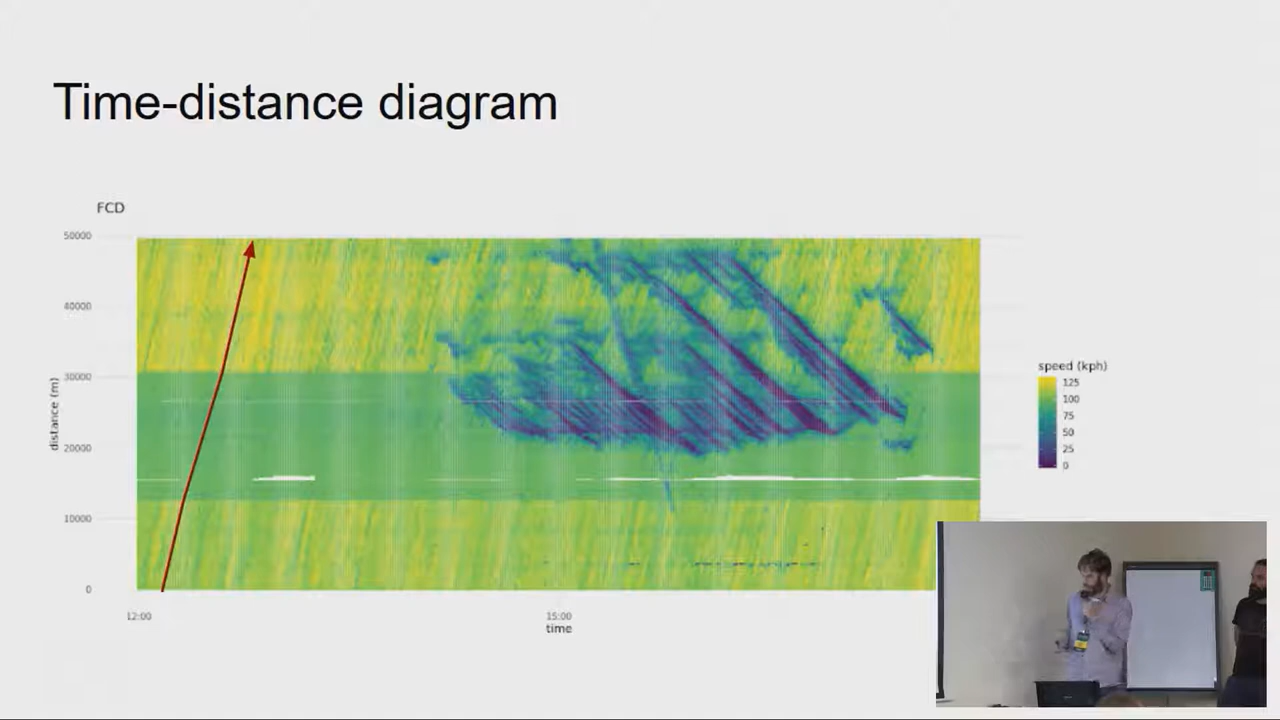 Time-distance diagram
FCD
50000
40000
30000
20000
10000
0
distance (m)
12:00
15:00
time
speed (kph)
125
100
75
50
25
0